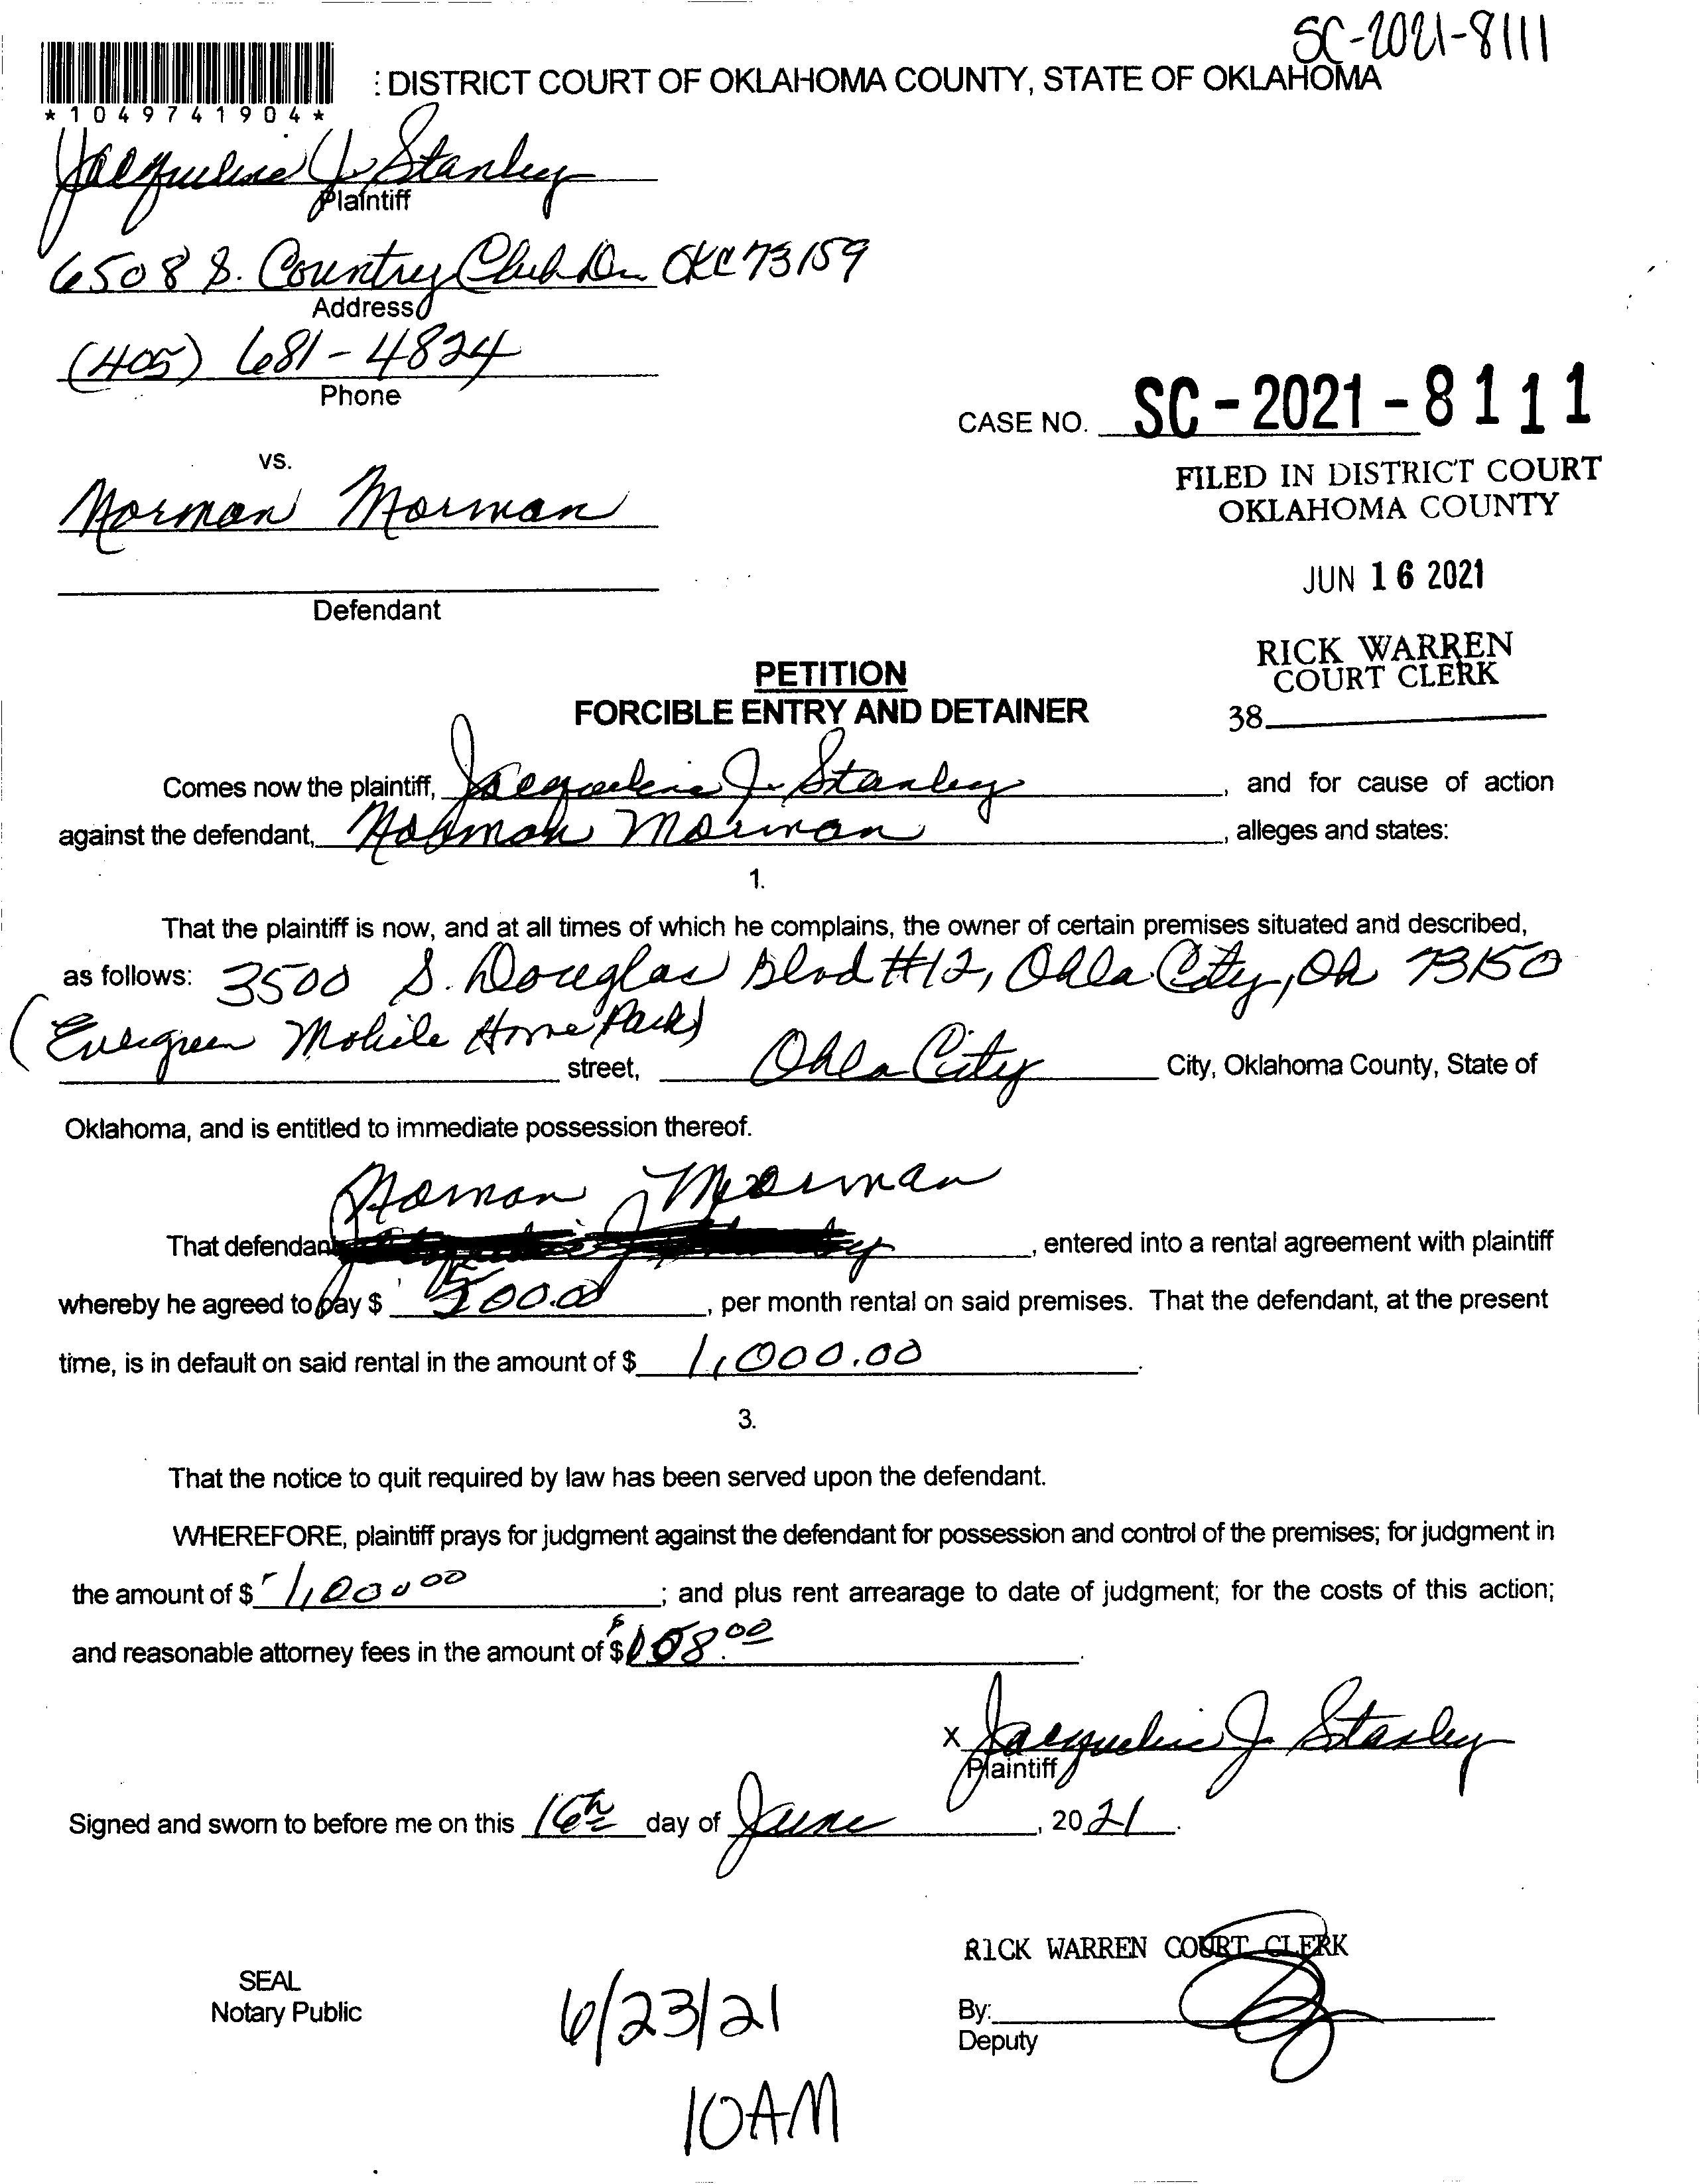 SC-2021-8111
: DISTRICT COURT OF OKLAHOMA COUNTY, STATE OF OKLAHOMA
*1049741904*
Jacqueline J. Stanley
Plaintiff
6508 S. Country Club Dr. OKC 73159
Address
(405) 681-4824
Phone
CASE NO. SC-2021-8111
vs.
FILED IN DISTRICT COURT
OKLAHOMA COUNTY
Norman Morman
JUN 16 2021
Defendant
RICK WARREN
COURT CLERK
38
PETITION
FORCIBLE ENTRY AND DETAINER
Comes now the plaintiff, Jacqueline J. Stanley, and for cause of action
against the defendant, Norman Morman, alleges and states:
1.
That the plaintiff is now, and at all times of which he complains, the owner of certain premises situated and described,
as follows: 3500 S. Douglas Blvd #12, Okla City, Ok 73150
(Evergreen Mobile Home Park)
street, Okla City City, Oklahoma County, State of
Oklahoma, and is entitled to immediate possession thereof.
Norman Morman
That defendant, entered into a rental agreement with plaintiff
whereby he agreed to pay $ 500.00, per month rental on said premises. That the defendant, at the present
time, is in default on said rental in the amount of $ 1,000.00.
3.
That the notice to quit required by law has been served upon the defendant.
WHEREFORE, plaintiff prays for judgment against the defendant for possession and control of the premises; for judgment in
the amount of $ 1,000 00; and plus rent arrearage to date of judgment; for the costs of this action;
and reasonable attorney fees in the amount of $ 108.00.
x Jacqueline J. Stanley
Plaintiff
Signed and sworn to before me on this 16th day of June, 2021.
RICK WARREN COURT CLERK
SEAL
Notary Public
6/23/21
By:
Deputy
10AM